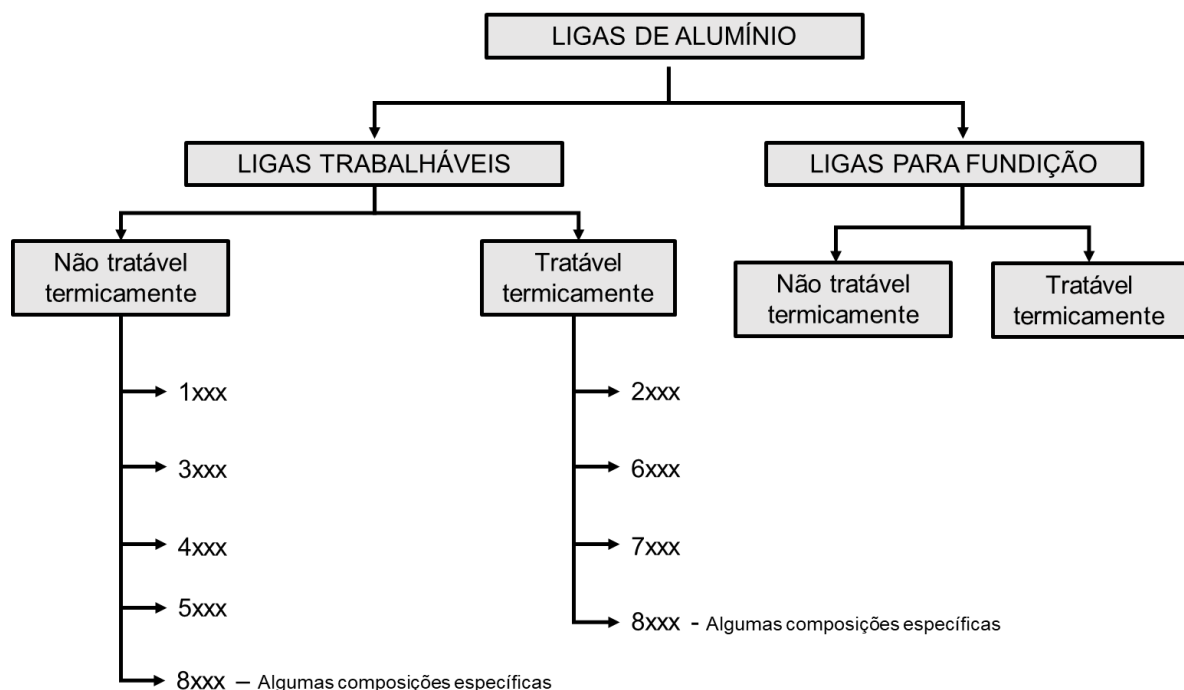 LIGAS DE ALUMÍNIO
LIGAS TRABALHÁVEIS
LIGAS PARA FUNDIÇÃO
Não tratável
termicamente
Tratável
termicamente
Não tratável
termicamente
Tratável
termicamente
1xxx
3xxx
4xxx
5xxx
8xxx – Algumas composições específicas
2xxx
6xxx
7xxx
8xxx - Algumas composições específicas